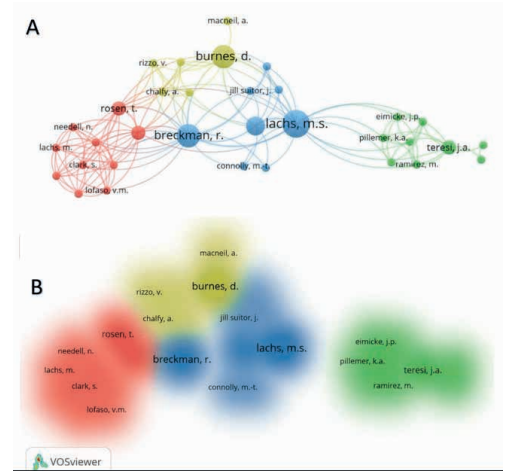 A
macneil, a.
burnes, d.
rizzo, v.
chalfy, a.
jill suitor, j.
rosen, t.
eimicke, j.p.
needell, n.
breckman, r.
lachs, m.s.
pillemer, k.a.
lachs, m.
teresi, j.a.
clark, s.
connolly, m.-t.
ramirez, m.
lofaso, v.m.
B
macneil, a.
burnes, d.
rizzo, v.
chalfy, a.
jill suitor, j.
rosen, t.
eimicke, j.p.
needell, n.
breckman, r.
lachs, m.s.
pillemer, k.a.
lachs, m.
teresi, j.a.
clark, s.
connolly, m.-t.
ramirez, m.
lofaso, v.m.
VOSviewer